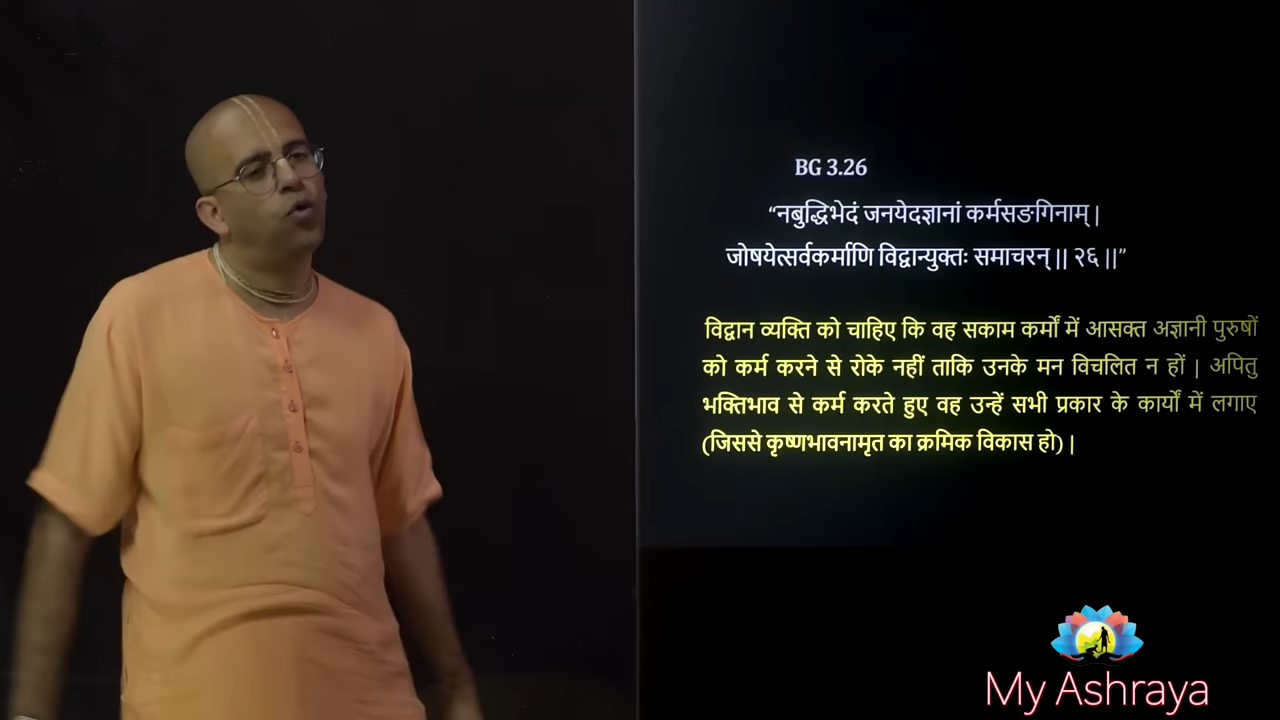 BG 3.26
“नबुद्धिभेदं जनयेदज्ञानां कर्मसङगिनाम् |
जोषयेत्सर्वकर्माणि विद्वान्युक्तः समाचरन् || २६ ||”
विद्वान व्यक्ति को चाहिए कि वह सकाम कर्मों में आसक्त अज्ञानी पुरुषों
को कर्म करने से रोके नहीं ताकि उनके मन विचलित न हों | अपितु
भक्तिभाव से कर्म करते हुए वह उन्हें सभी प्रकार के कार्यों में लगाए
(जिससे कृष्णभावनामृत का क्रमिक विकास हो) |
My Ashraya